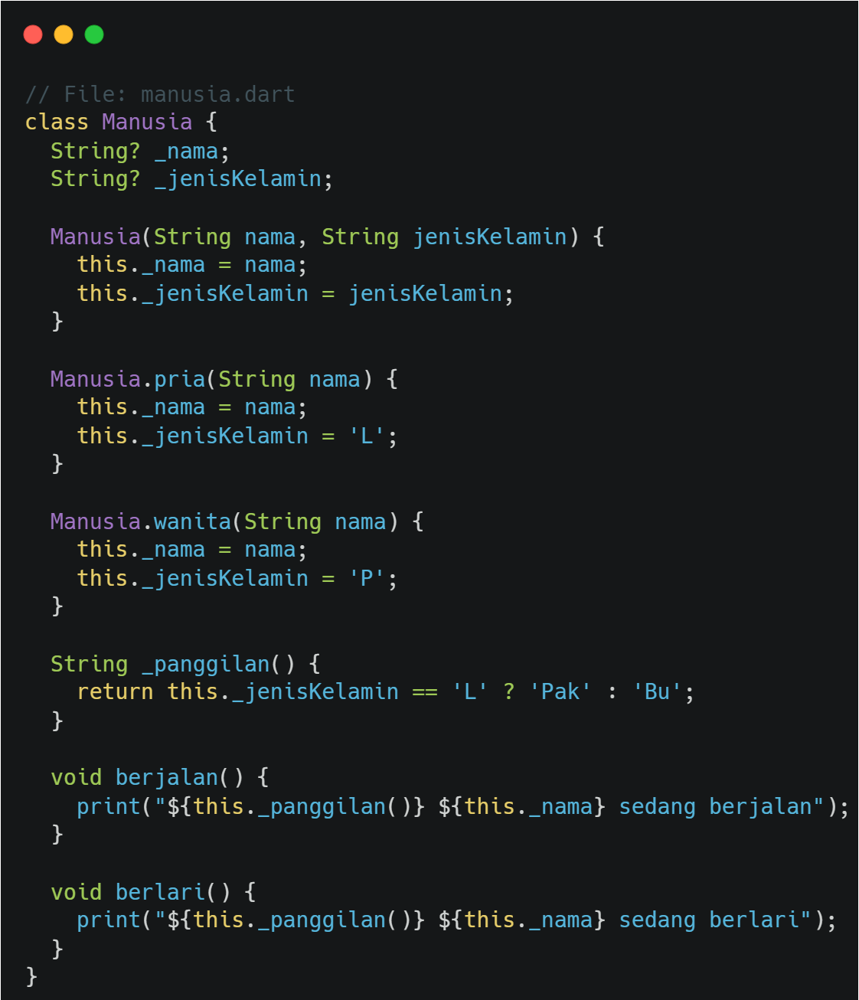 // File: manusia.dart
class Manusia {
  String? _nama;
  String? _jenisKelamin;

  Manusia(String nama, String jenisKelamin) {
    this._nama = nama;
    this._jenisKelamin = jenisKelamin;
  }

  Manusia.pria(String nama) {
    this._nama = nama;
    this._jenisKelamin = 'L';
  }

  Manusia.wanita(String nama) {
    this._nama = nama;
    this._jenisKelamin = 'P';
  }

  String _panggilan() {
    return this._jenisKelamin == 'L' ? 'Pak' : 'Bu';
  }

  void berjalan() {
    print("${this._panggilan()} ${this._nama} sedang berjalan");
  }

  void berlari() {
    print("${this._panggilan()} ${this._nama} sedang berlari");
  }
}